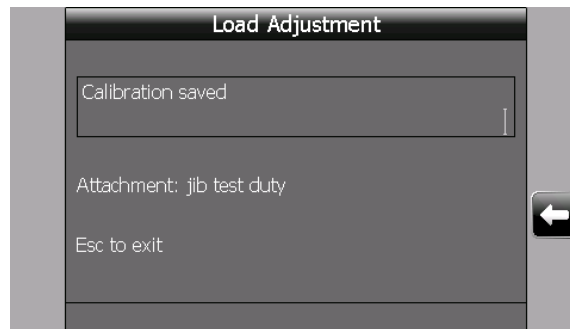 Load Adjustment
Calibration saved
Attachment: jib test duty
Esc to exit